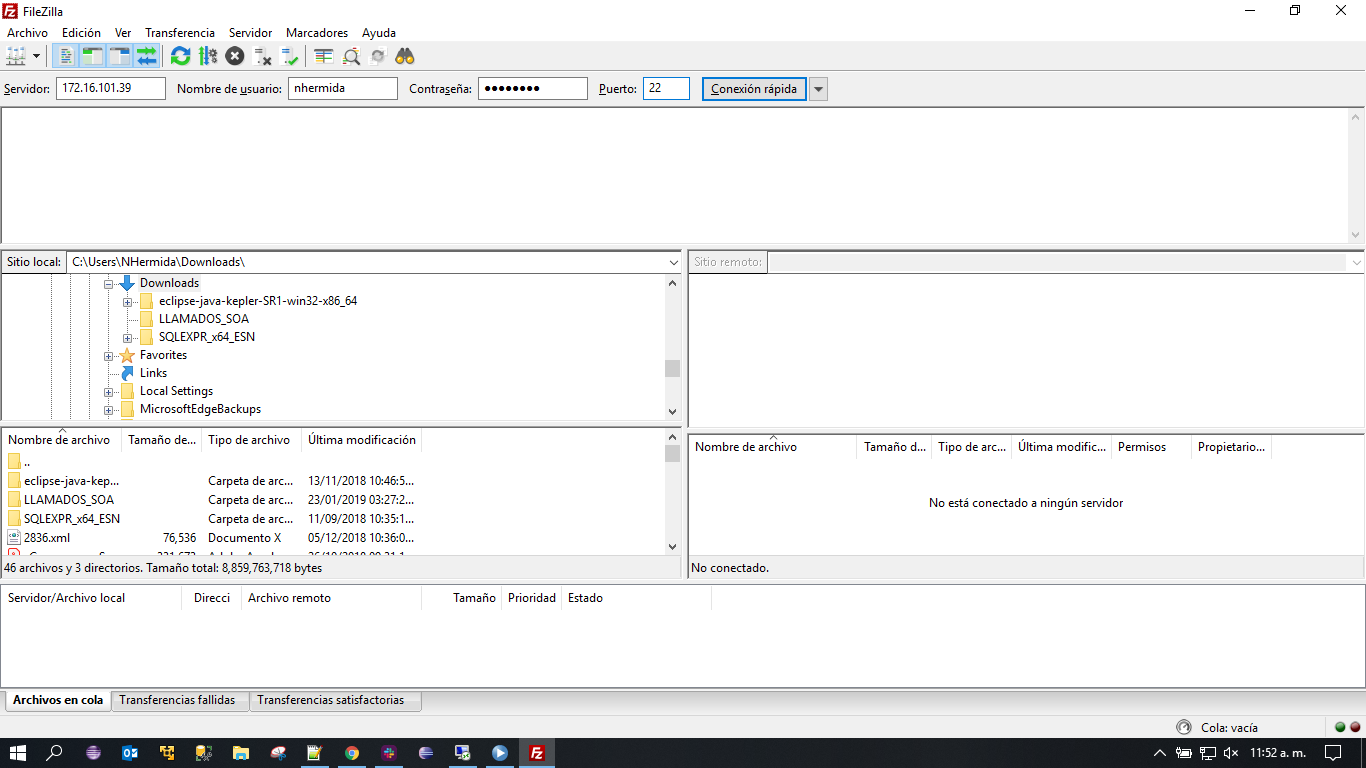 FileZilla
Archivo Edición Ver Transferencia Servidor Marcadores Ayuda
Servidor: 172.16.101.39 Nombre de usuario: nhermida Contraseña: ●●●●●●●● Puerto: 22 Conexión rápida
Sitio local: C:\Users\NHermida\Downloads\
Downloads
eclipse-java-kepler-SR1-win32-x86_64
LLAMADOS_SOA
SQLEXPR_x64_ESN
Favorites
Links
Local Settings
MicrosoftEdgeBackups
Sitio remoto:
Nombre de archivo Tamaño de... Tipo de archivo Última modificación
..
eclipse-java-kep... Carpeta de arc... 13/11/2018 10:46:5...
LLAMADOS_SOA Carpeta de arc... 23/01/2019 03:27:2...
SQLEXPR_x64_ESN Carpeta de arc... 11/09/2018 10:35:1...
2836.xml 76,536 Documento X 05/12/2018 10:36:0...
46 archivos y 3 directorios. Tamaño total: 8,859,763,718 bytes
Nombre de archivo Tamaño d... Tipo de arc... Última modific... Permisos Propietario...
No está conectado a ningún servidor
No conectado.
Servidor/Archivo local Direcci Archivo remoto Tamaño Prioridad Estado
Archivos en cola Transferencias fallidas Transferencias satisfactorias
Cola: vacía
11:52 a. m.